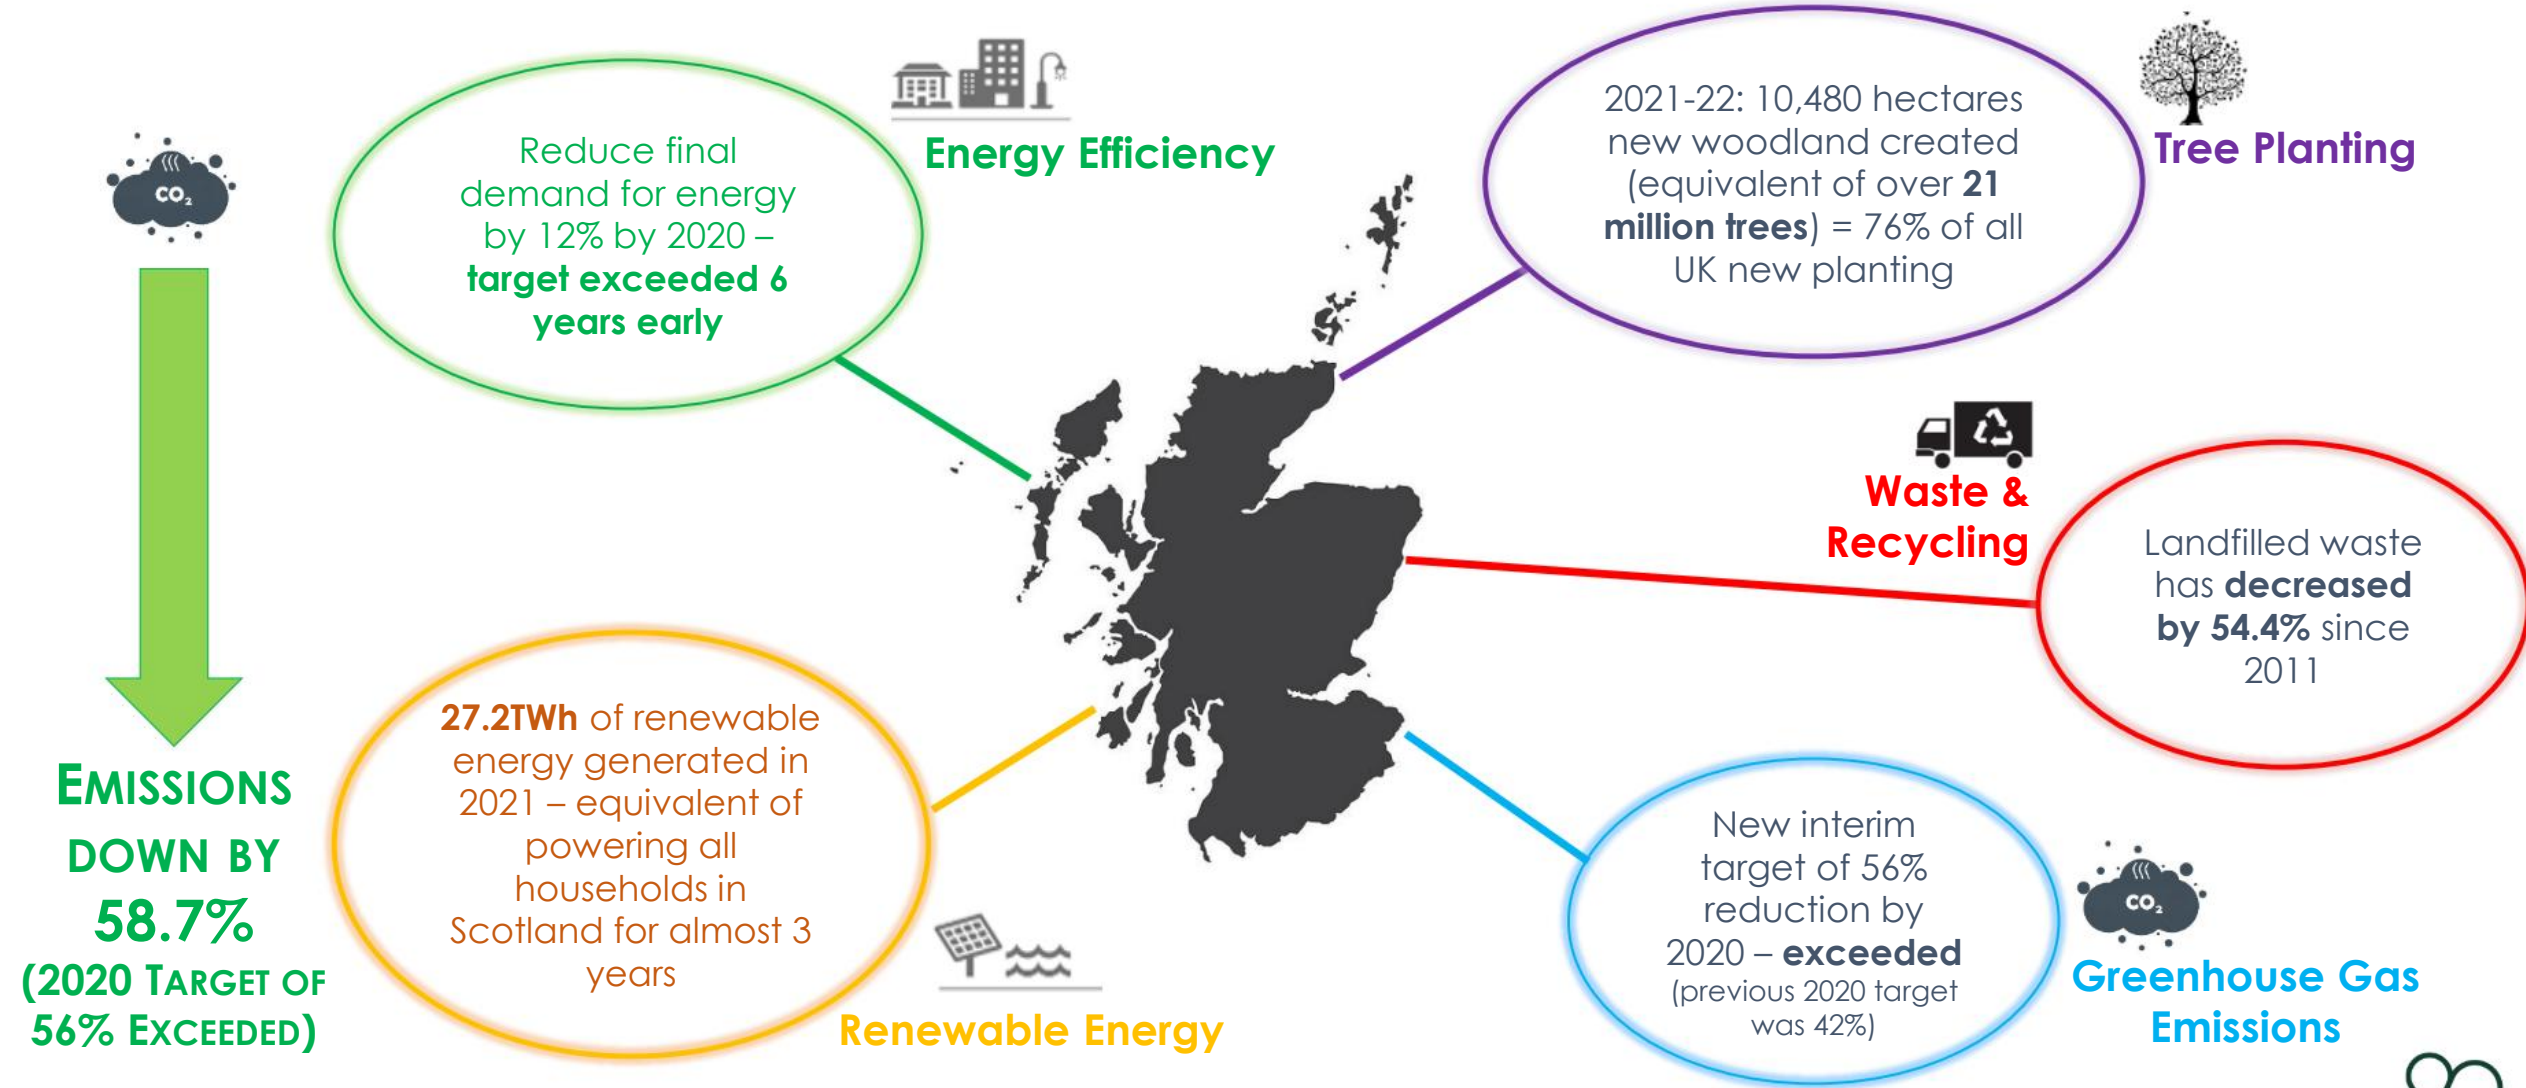 CO₂
EMISSIONS
DOWN BY
58.7%
(2020 TARGET OF
56% EXCEEDED)
Reduce final
demand for energy
by 12% by 2020 –
target exceeded 6
years early
Energy Efficiency
2021-22: 10,480 hectares
new woodland created
(equivalent of over 21
million trees) = 76% of all
UK new planting
Tree Planting
Waste &
Recycling
Landfilled waste
has decreased
by 54.4% since
2011
27.2TWh of renewable
energy generated in
2021 – equivalent of
powering all
households in
Scotland for almost 3
years
Renewable Energy
New interim
target of 56%
reduction by
2020 – exceeded
(previous 2020 target
was 42%)
CO₂
Greenhouse Gas
Emissions